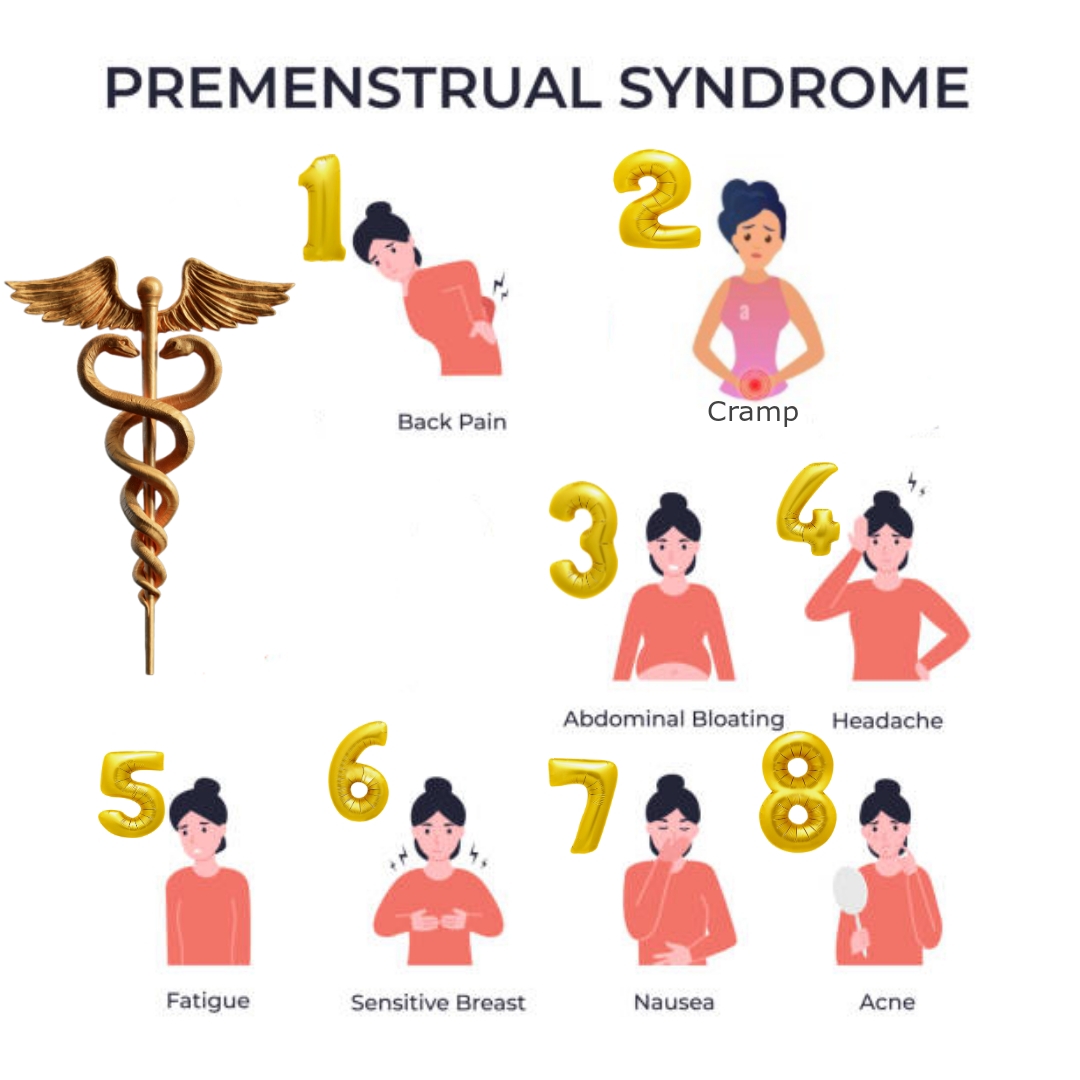 PREMENSTRUAL SYNDROME
1
2
a
Back Pain
Cramp
3
4
Abdominal Bloating
Headache
5
6
7
8
Fatigue
Sensitive Breast
Nausea
Acne